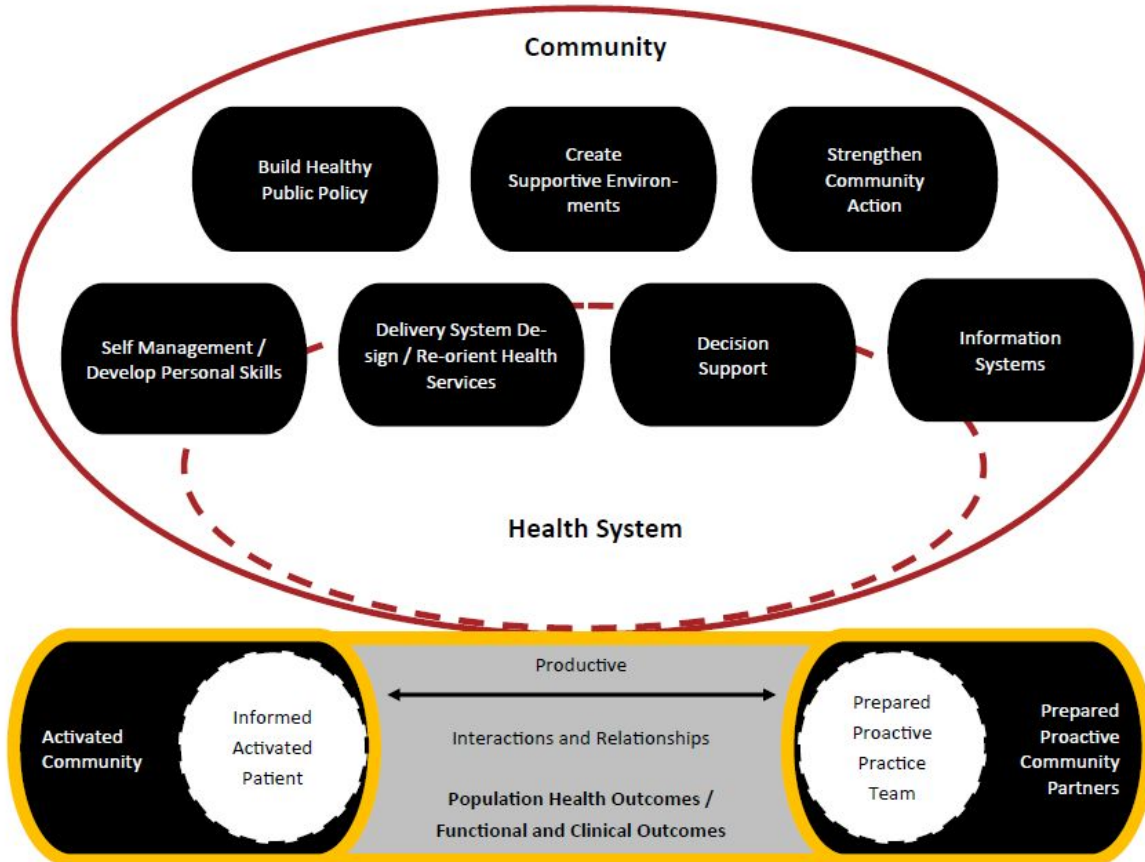 Community
Build Healthy
Public Policy
Create
Supportive Environ-
ments
Strengthen
Community
Action
Self Management /
Develop Personal Skills
Delivery System De-
sign / Re-orient Health
Services
Decision
Support
Information
Systems
Health System
Activated
Community
Informed
Activated
Patient
Productive
Interactions and Relationships
Population Health Outcomes /
Functional and Clinical Outcomes
Prepared
Proactive
Practice
Team
Prepared
Proactive
Community
Partners